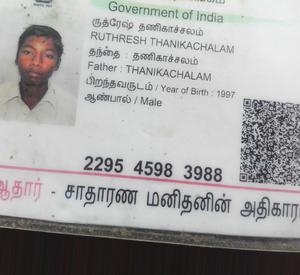 Government of India
ருத்ரேஷ் தணிகாச்சலம்
RUTHRESH THANIKACHALAM
தந்தை : தணிகாச்சலம்
Father : THANIKACHALAM
பிறந்தவருடம் / Year of Birth : 1997
ஆண்பால் / Male
2295 4598 3988
ஆதார் - சாதாரண மனிதனின் அதிகார